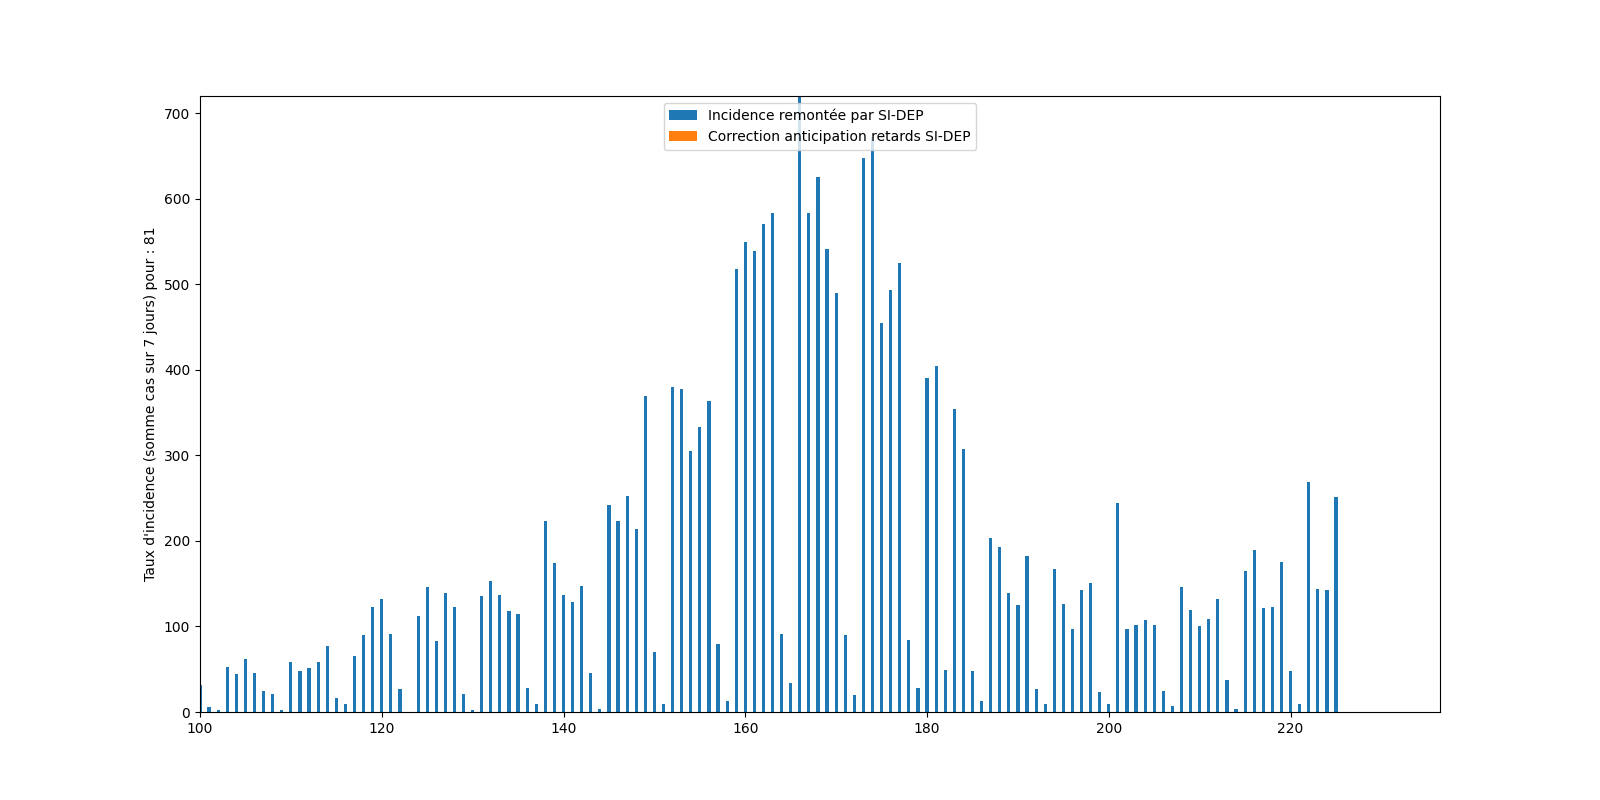 Incidence remontée par SI-DEP
Correction anticipation retards SI-DEP
Taux d'incidence (somme cas sur 7 jours) pour : 81
700
600
500
400
300
200
100
0
100 120 140 160 180 200 220